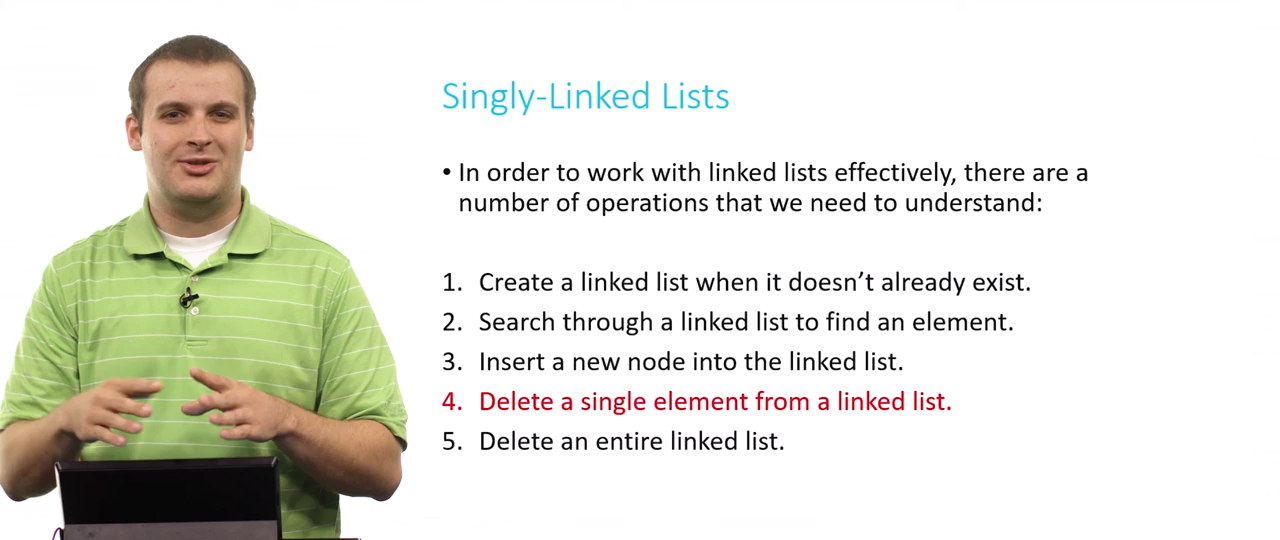 Singly-Linked Lists
• In order to work with linked lists effectively, there are a
number of operations that we need to understand:
1. Create a linked list when it doesn’t already exist.
2. Search through a linked list to find an element.
3. Insert a new node into the linked list.
4. Delete a single element from a linked list.
5. Delete an entire linked list.